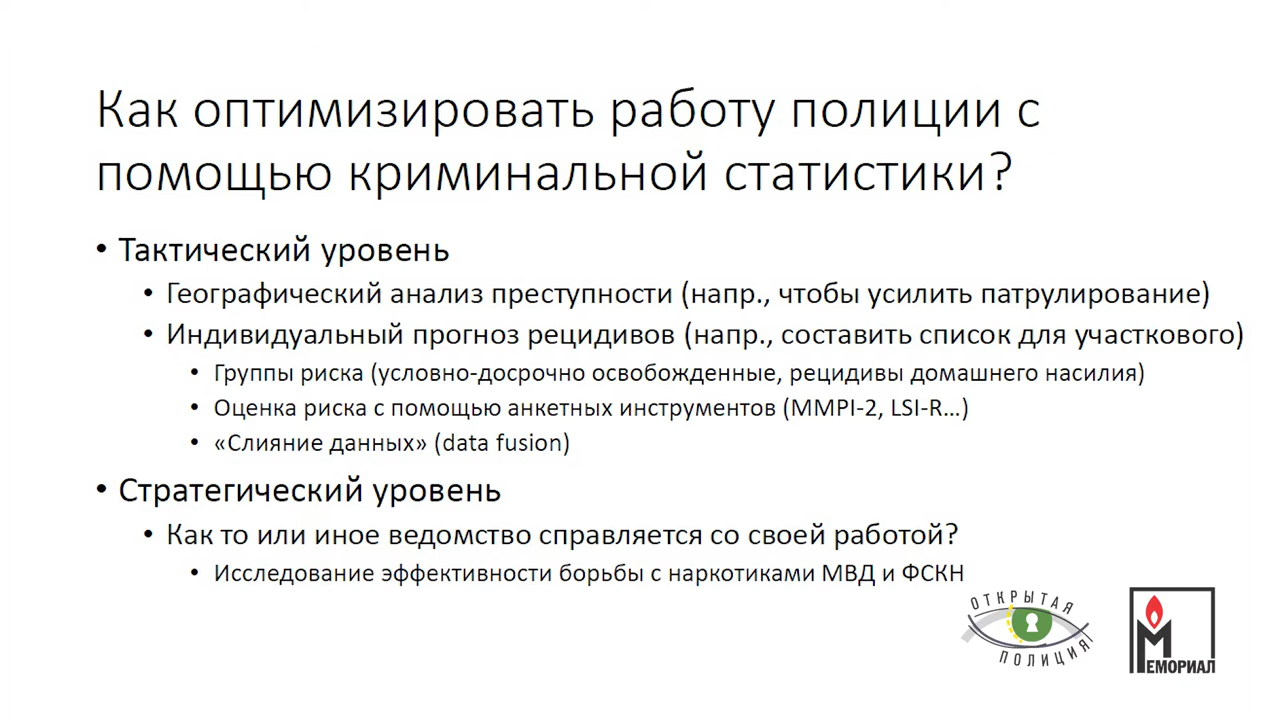 Как оптимизировать работу полиции с
помощью криминальной статистики?
• Тактический уровень
• Географический анализ преступности (напр., чтобы усилить патрулирование)
• Индивидуальный прогноз рецидивов (напр., составить список для участкового)
• Группы риска (условно-досрочно освобожденные, рецидивы домашнего насилия)
• Оценка риска с помощью анкетных инструментов (MMPI-2, LSI-R…)
• «Слияние данных» (data fusion)
• Стратегический уровень
• Как то или иное ведомство справляется со своей работой?
• Исследование эффективности борьбы с наркотиками МВД и ФСКН
ОТКРЫТАЯ
ПОЛИЦИЯ
МЕМОРИАЛ